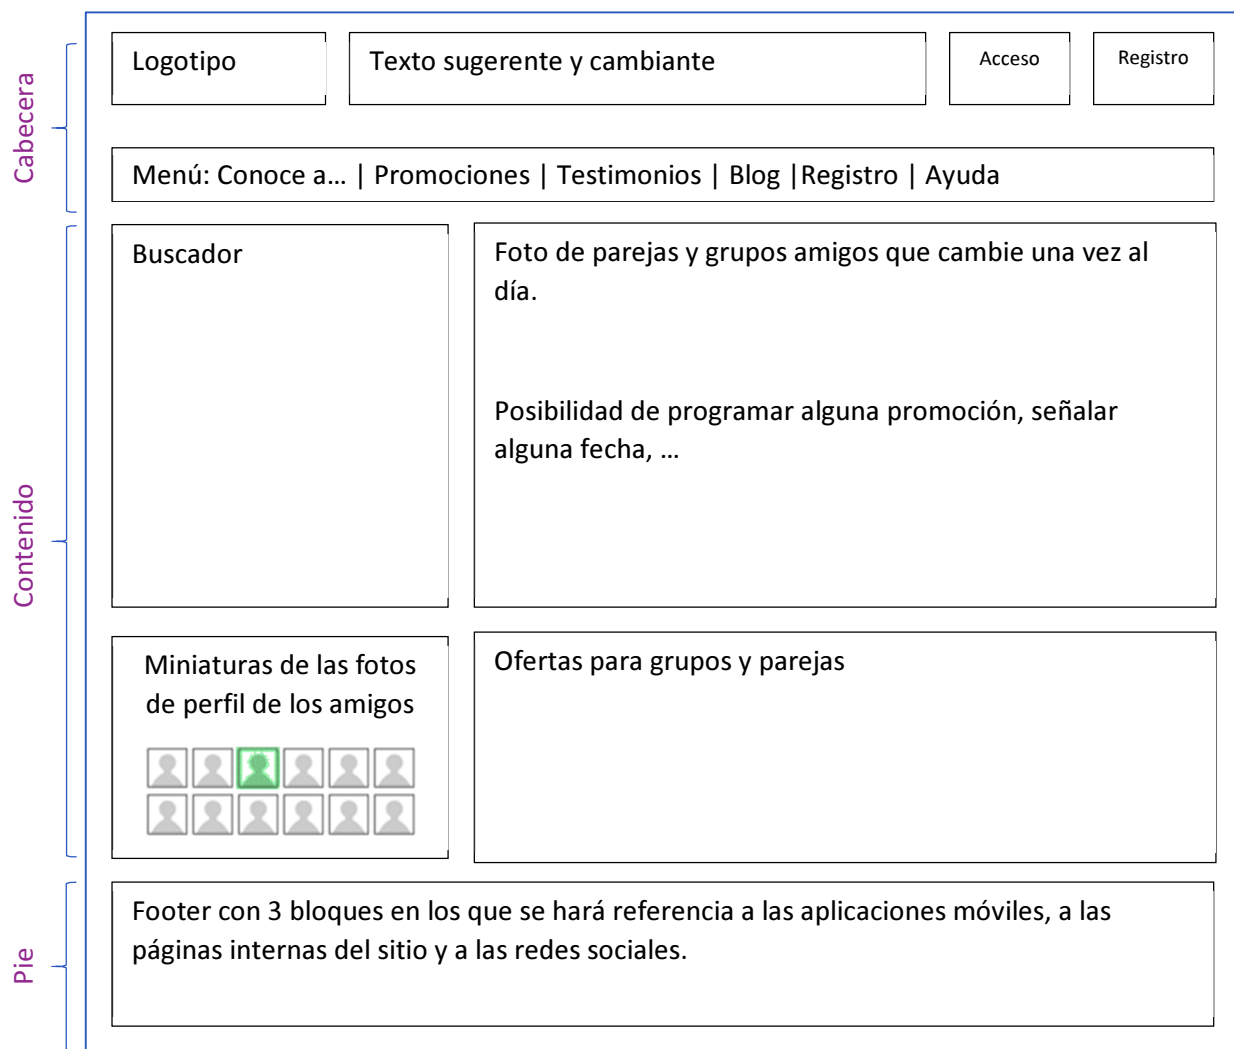 Cabecera
Logotipo
Texto sugerente y cambiante
Acceso
Registro
Menú: Conoce a… | Promociones | Testimonios | Blog |Registro | Ayuda
Contenido
Buscador
Foto de parejas y grupos amigos que cambie una vez al
día.
Posibilidad de programar alguna promoción, señalar
alguna fecha, …
Miniaturas de las fotos
de perfil de los amigos
Ofertas para grupos y parejas
Pie
Footer con 3 bloques en los que se hará referencia a las aplicaciones móviles, a las
páginas internas del sitio y a las redes sociales.